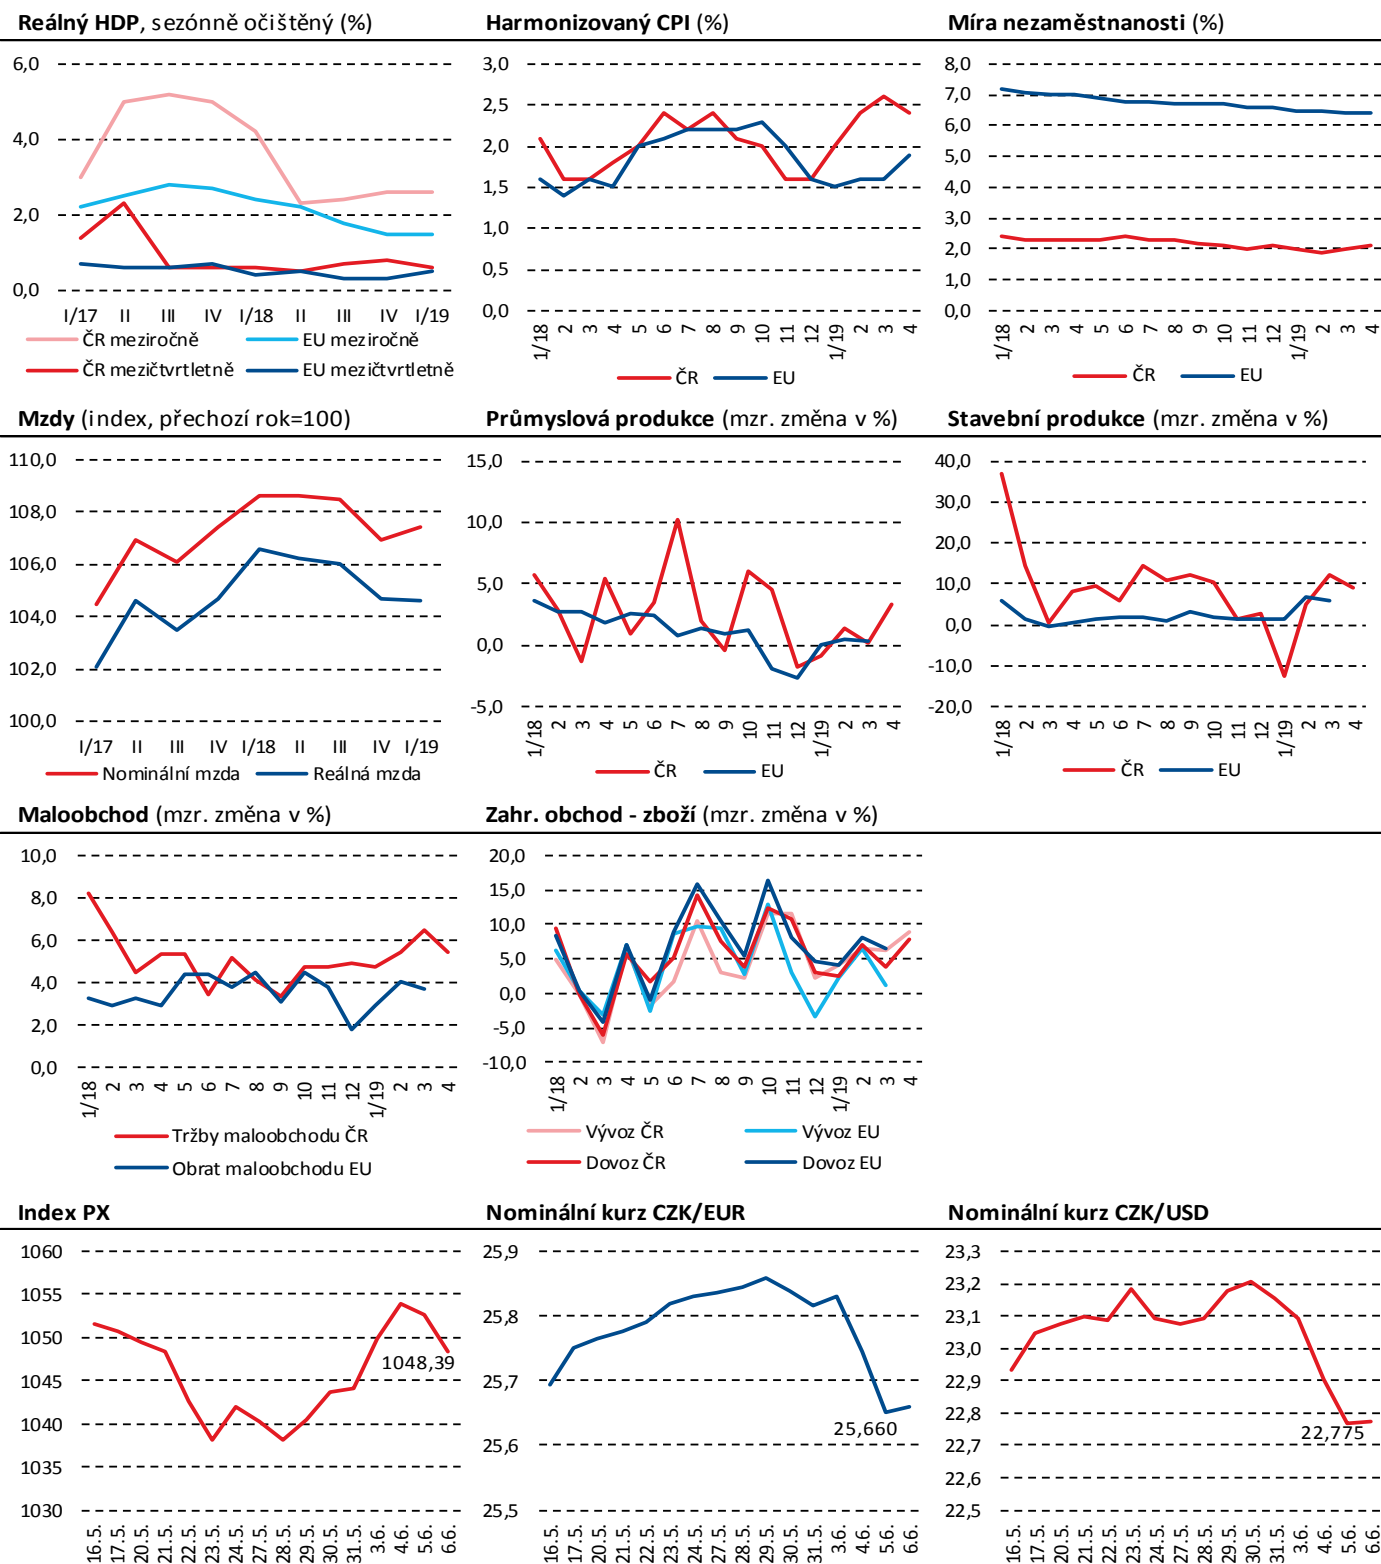 Reálný HDP, sezónně očištěný (%)
6,0
4,0
2,0
0,0
I/17 II III IV I/18 II III IV I/19
ČR meziročně EU meziročně
ČR mezičtvrtletně EU mezičtvrtletně
Harmonizovaný CPI (%)
3,0
2,5
2,0
1,5
1,0
0,5
0,0
1/18 2 3 4 5 6 7 8 9 10 11 12 1/19 2 3 4
ČR EU
Míra nezaměstnanosti (%)
8,0
7,0
6,0
5,0
4,0
3,0
2,0
1,0
0,0
1/18 2 3 4 5 6 7 8 9 10 11 12 1/19 2 3 4
ČR EU
Mzdy (index, přechozí rok=100)
110,0
108,0
106,0
104,0
102,0
100,0
I/17 II III IV I/18 II III IV I/19
Nominální mzda Reálná mzda
Průmyslová produkce (mzr. změna v %)
15,0
10,0
5,0
0,0
-5,0
1/18 2 3 4 5 6 7 8 9 10 11 12 1/19 2 3 4
ČR EU
Stavební produkce (mzr. změna v %)
40,0
30,0
20,0
10,0
0,0
-10,0
-20,0
1/18 2 3 4 5 6 7 8 9 10 11 12 1/19 2 3 4
ČR EU
Maloobchod (mzr. změna v %)
10,0
8,0
6,0
4,0
2,0
0,0
1/18 2 3 4 5 6 7 8 9 10 11 12 1/19 2 3 4
Tržby maloobchodu ČR
Obrat maloobchodu EU
Zahr. obchod - zboží (mzr. změna v %)
20,0
15,0
10,0
5,0
0,0
-5,0
-10,0
1/18 2 3 4 5 6 7 8 9 10 11 12 1/19 2 3 4
Vývoz ČR Vývoz EU
Dovoz ČR Dovoz EU
Index PX
1060
1055
1050
1045
1040
1035
1030
1048,39
16.5. 17.5. 20.5. 21.5. 22.5. 23.5. 24.5. 27.5. 28.5. 29.5. 30.5. 31.5. 3.6. 4.6. 5.6. 6.6.
Nominální kurz CZK/EUR
25,9
25,8
25,7
25,6
25,5
25,660
16.5. 17.5. 20.5. 21.5. 22.5. 23.5. 24.5. 27.5. 28.5. 29.5. 30.5. 31.5. 3.6. 4.6. 5.6. 6.6.
Nominální kurz CZK/USD
23,3
23,2
23,1
23,0
22,9
22,8
22,7
22,6
22,5
22,775
16.5. 17.5. 20.5. 21.5. 22.5. 23.5. 24.5. 27.5. 28.5. 29.5. 30.5. 31.5. 3.6. 4.6. 5.6. 6.6.